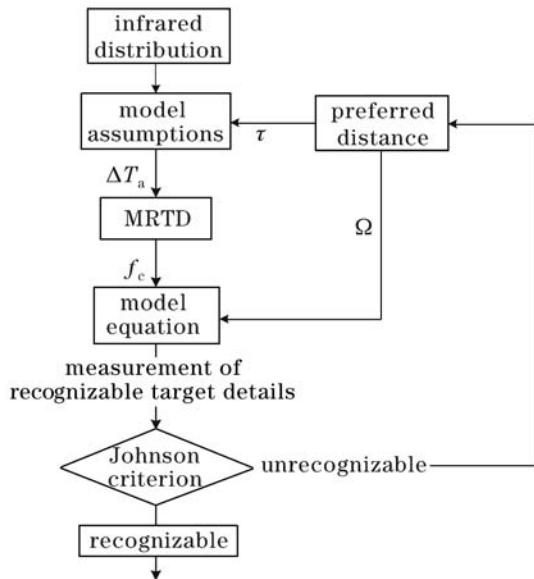 infrared
distribution
model
assumptions
τ
preferred
distance
ΔTa
MRTD
Ω
fc
model
equation
measurement of
recognizable target details
Johnson
criterion
unrecognizable
recognizable